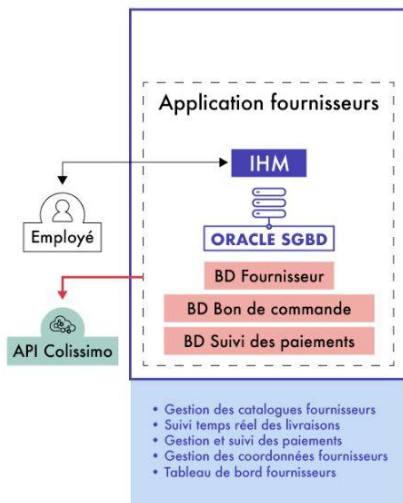 Application fournisseurs
IHM
Employé
ORACLE SGBD
BD Fournisseur
BD Bon de commande
API Colissimo
BD Suivi des paiements
• Gestion des catalogues fournisseurs
• Suivi temps réel des livraisons
• Gestion et suivi des paiements
• Gestion des coordonnées fournisseurs
• Tableau de bord fournisseurs